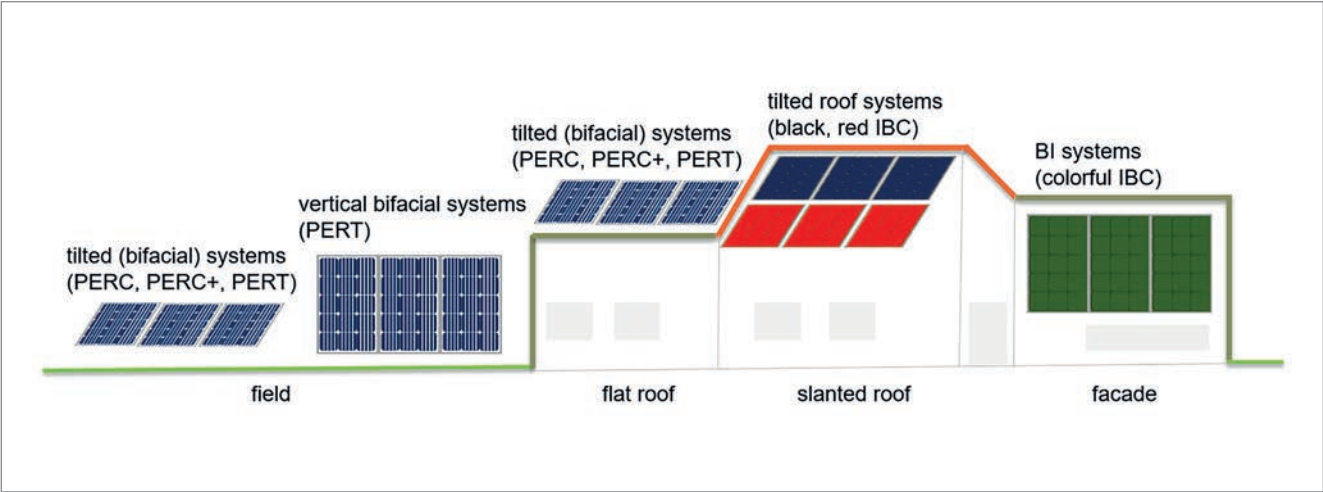 tilted (bifacial) systems
(PERC, PERC+, PERT)
vertical bifacial systems
(PERT)
tilted (bifacial) systems
(PERC, PERC+, PERT)
tilted roof systems
(black, red IBC)
BI systems
(colorful IBC)
field
flat roof
slanted roof
facade